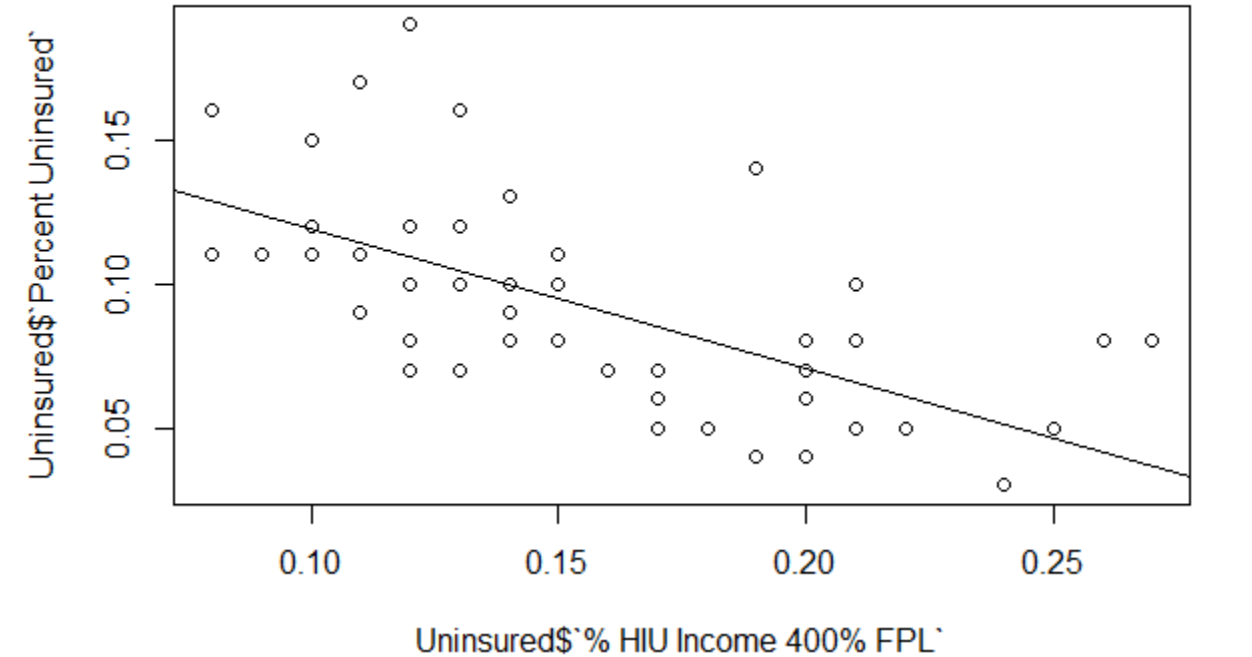 Uninsured$`Percent Uninsured`
0.15
0.10
0.05
0.10 0.15 0.20 0.25
Uninsured$`% HIU Income 400% FPL`